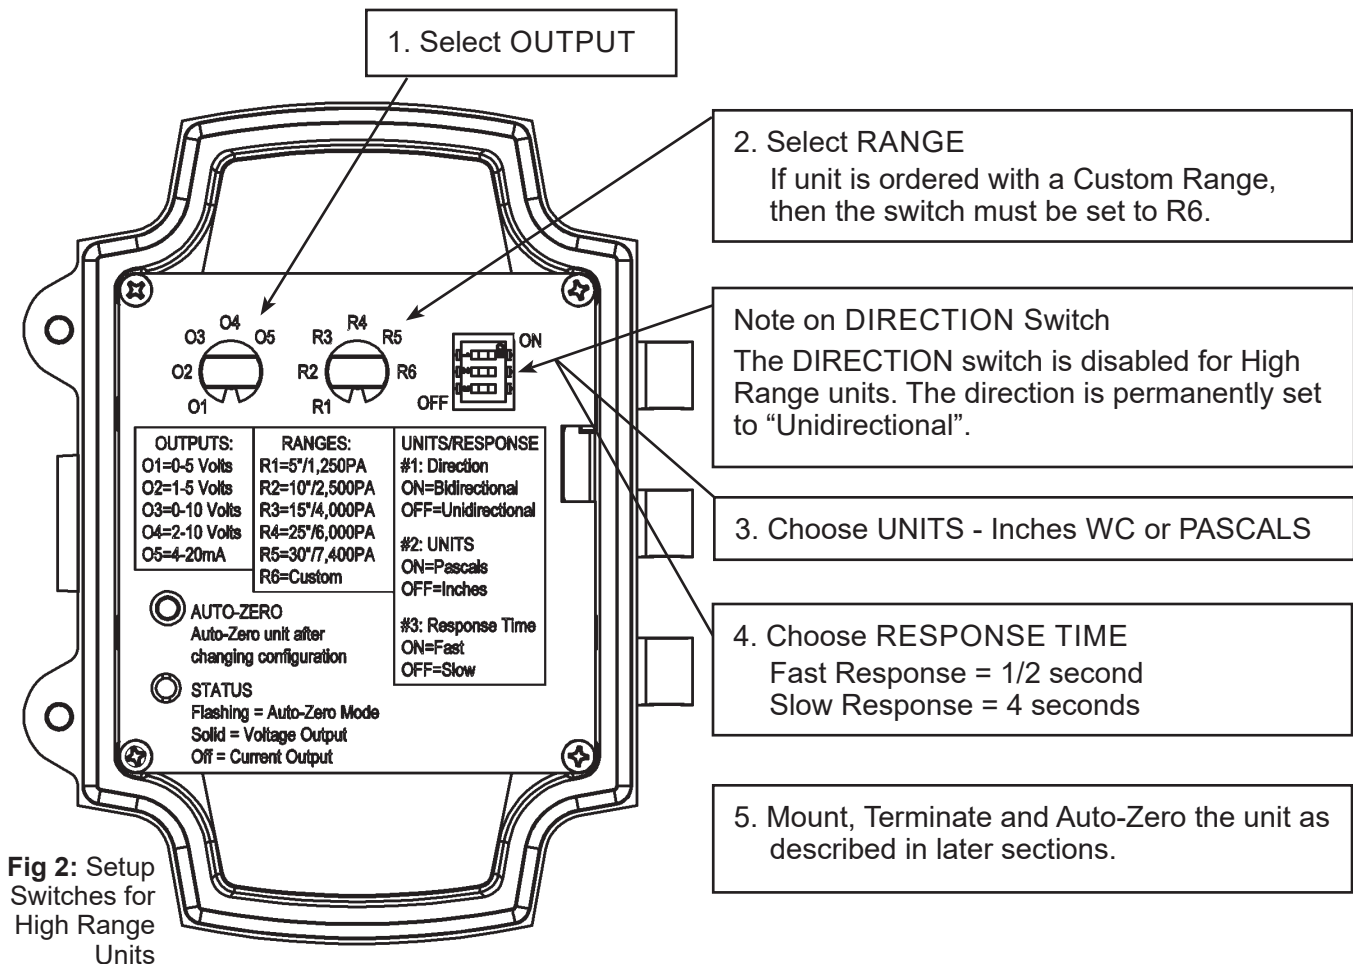 1. Select OUTPUT
2. Select RANGE
If unit is ordered with a Custom Range,
then the switch must be set to R6.
Note on DIRECTION Switch
The DIRECTION switch is disabled for High
Range units. The direction is permanently set
to “Unidirectional”.
3. Choose UNITS - Inches WC or PASCALS
4. Choose RESPONSE TIME
Fast Response = 1/2 second
Slow Response = 4 seconds
5. Mount, Terminate and Auto-Zero the unit as
described in later sections.
O1
O2
O3
O4
O5
R1
R2
R3
R4
R5
R6
ON
OFF
OUTPUTS:
O1=0-5 Volts
O2=1-5 Volts
O3=0-10 Volts
O4=2-10 Volts
O5=4-20mA
RANGES:
R1=5"/1,250PA
R2=10"/2,500PA
R3=15"/4,000PA
R4=25"/6,000PA
R5=30"/7,400PA
R6=Custom
UNITS/RESPONSE
#1: Direction
ON=Bidirectional
OFF=Unidirectional
#2: UNITS
ON=Pascals
OFF=Inches
#3: Response Time
ON=Fast
OFF=Slow
AUTO-ZERO
Auto-Zero unit after
changing configuration
STATUS
Flashing = Auto-Zero Mode
Solid = Voltage Output
Off = Current Output
Fig 2: Setup
Switches for
High Range
Units